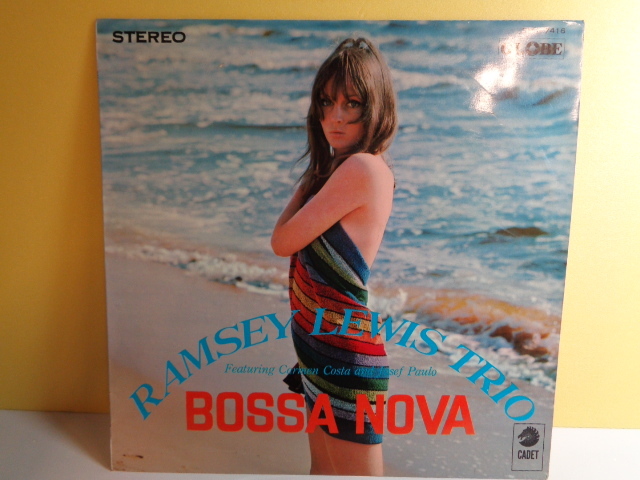 STEREO
GLOBE
RAMSEY LEWIS TRIO
Featuring Carmen Costa and Josef Paulo
BOSSA NOVA
CADET